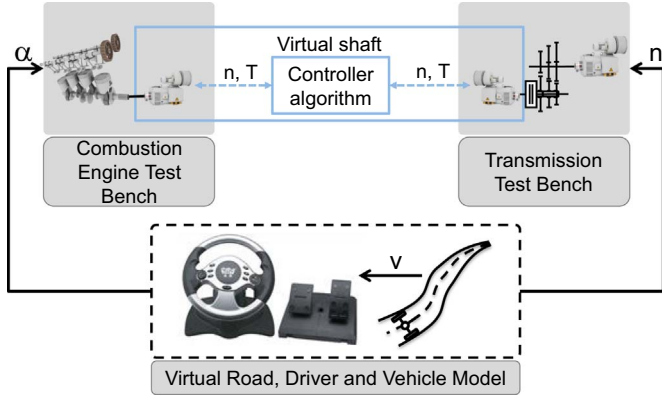 α
Virtual shaft
n
n, T
Controller
algorithm
n, T
Combustion
Engine Test
Bench
Transmission
Test Bench
v
Virtual Road, Driver and Vehicle Model